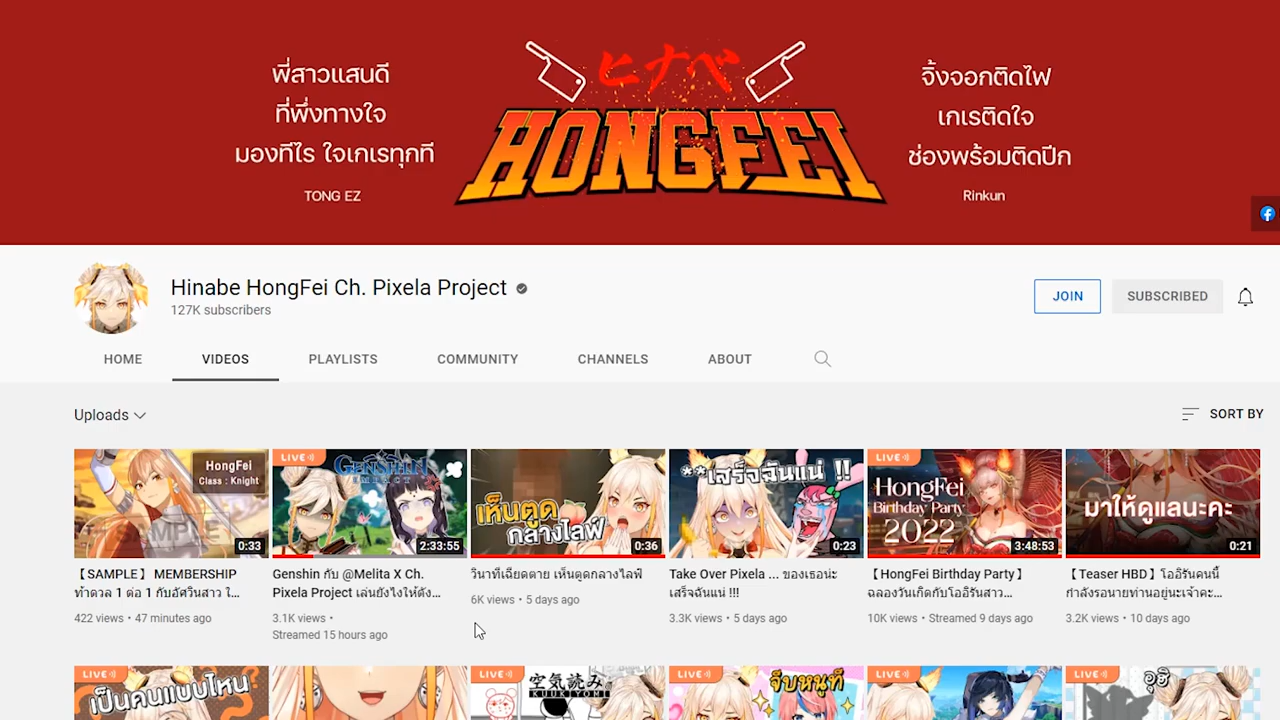 พี่สาวแสนดี
ที่พึ่งทางใจ
มองทีไร ใจเกเรทุกที
TONG EZ
ヒナベ
HONGFEI
จิ้งจอกติดไฟ
เกเรติดใจ
ช่องพร้อมติดปีก
Rinkun
Hinabe HongFei Ch. Pixela Project
127K subscribers
JOIN
SUBSCRIBED
HOME
VIDEOS
PLAYLISTS
COMMUNITY
CHANNELS
ABOUT
Uploads
SORT BY
HongFei
Class : Knight
SAMPLE
0:33
LIVE
GENSHIN
IMPACT
2:33:55
เห็นตูด
กลางไลฟ์
0:36
**เสร็จฉันแน่ !!
0:23
LIVE
HongFei
Birthday Party
2022
3:48:53
มาให้ดูแลนะคะ
0:21
【SAMPLE】 MEMBERSHIP
ทำดวล 1 ต่อ 1 กับอัศวินสาว ใ...
422 views • 47 minutes ago
Genshin กับ @Melita X Ch.
Pixela Project เล่นยังไงให้ดัง...
3.1K views •
Streamed 15 hours ago
วินาทีเฉียดตาย เห็นตูดกลางไลฟ์
6K views • 5 days ago
Take Over Pixela ... ของเธอน่ะ
เสร็จฉันแน่ !!!
3.3K views • 5 days ago
【HongFei Birthday Party】
ฉลองวันเกิดกับโออิรันสาว...
10K views • Streamed 9 days ago
【Teaser HBD】โออิรันคนนี้
กำลังรอนายท่านอยู่นะเจ้าคะ...
3.2K views • 10 days ago
LIVE
เป็นคนแบบไหน
LIVE
空気読み
KUUKIYOMI
LIVE
จีบหนูที
LIVE
LIVE